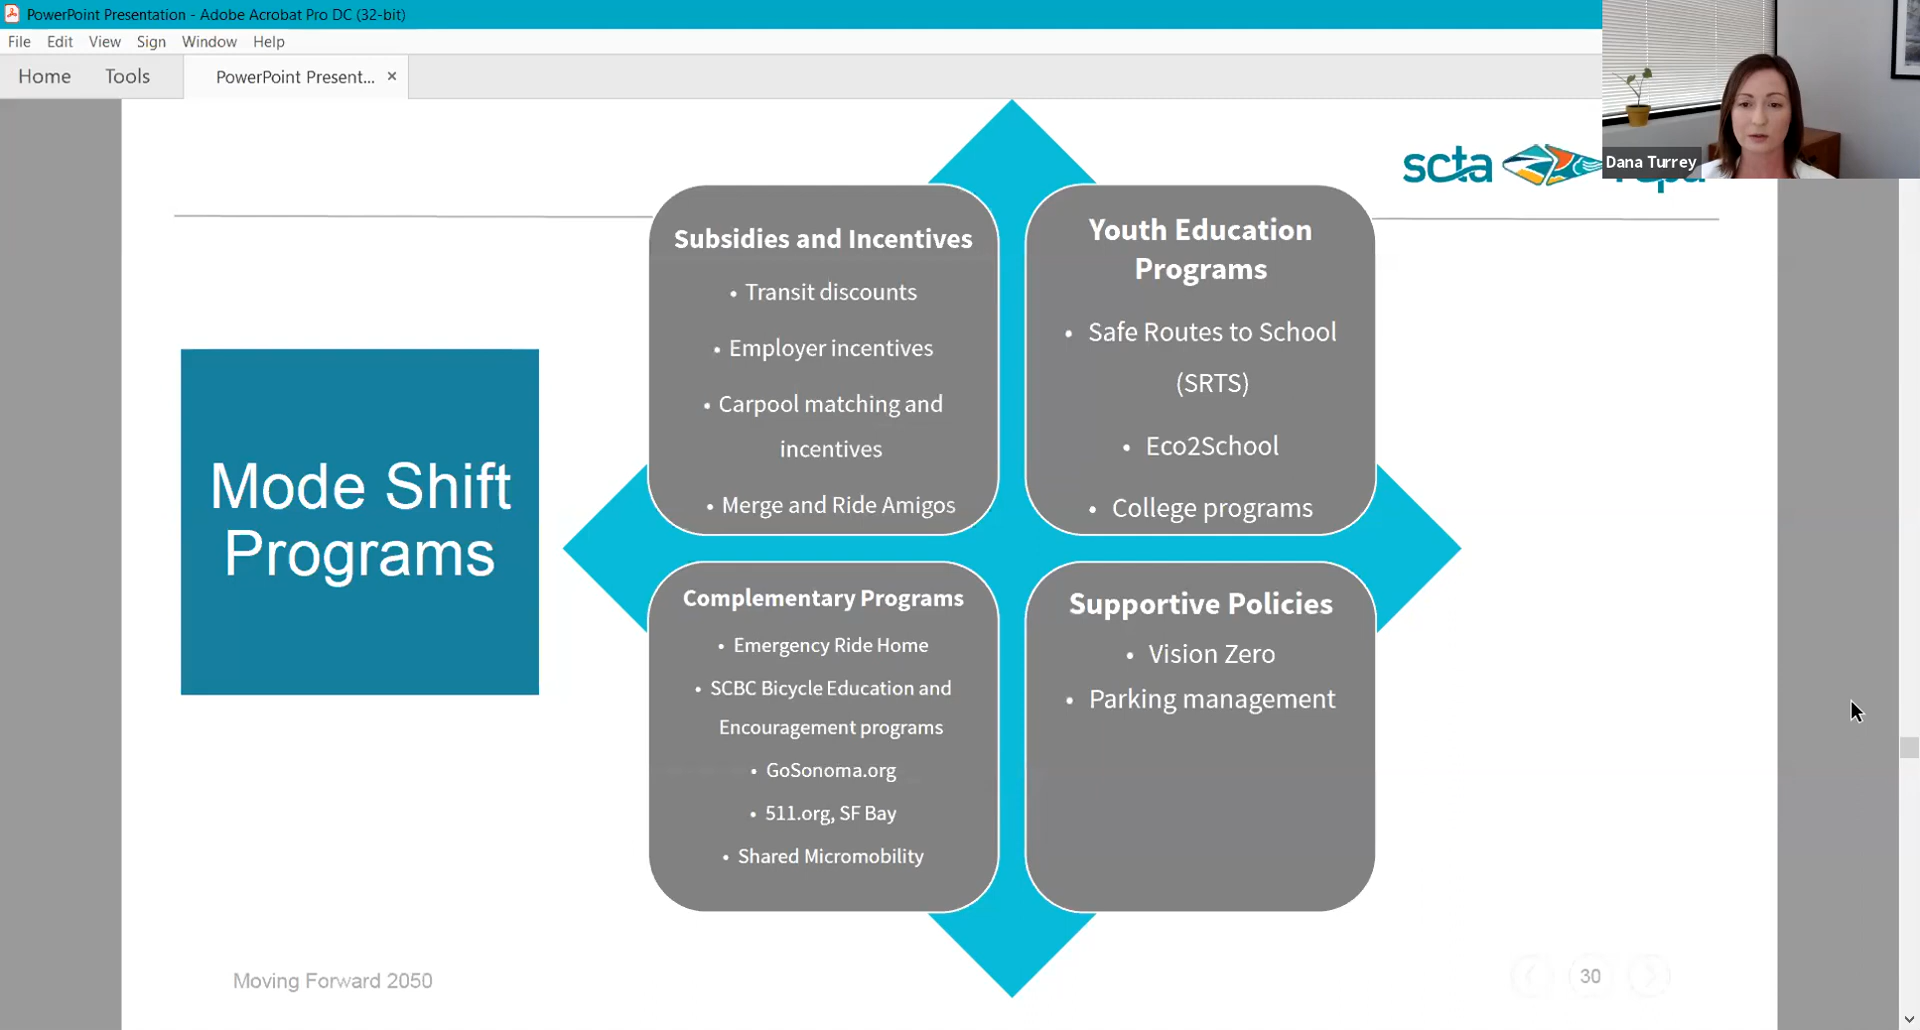 PowerPoint Presentation - Adobe Acrobat Pro DC (32-bit)
File Edit View Sign Window Help
Home Tools PowerPoint Present... ×
scta
Dana Turrey
Mode Shift
Programs
Subsidies and Incentives
• Transit discounts
• Employer incentives
• Carpool matching and
incentives
• Merge and Ride Amigos
Youth Education
Programs
• Safe Routes to School
(SRTS)
• Eco2School
• College programs
Complementary Programs
• Emergency Ride Home
• SCBC Bicycle Education and
Encouragement programs
• GoSonoma.org
• 511.org, SF Bay
• Shared Micromobility
Supportive Policies
• Vision Zero
• Parking management
Moving Forward 2050
30